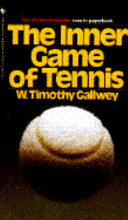 The Inner
Game
of Tennis
W. Timothy Gallwey